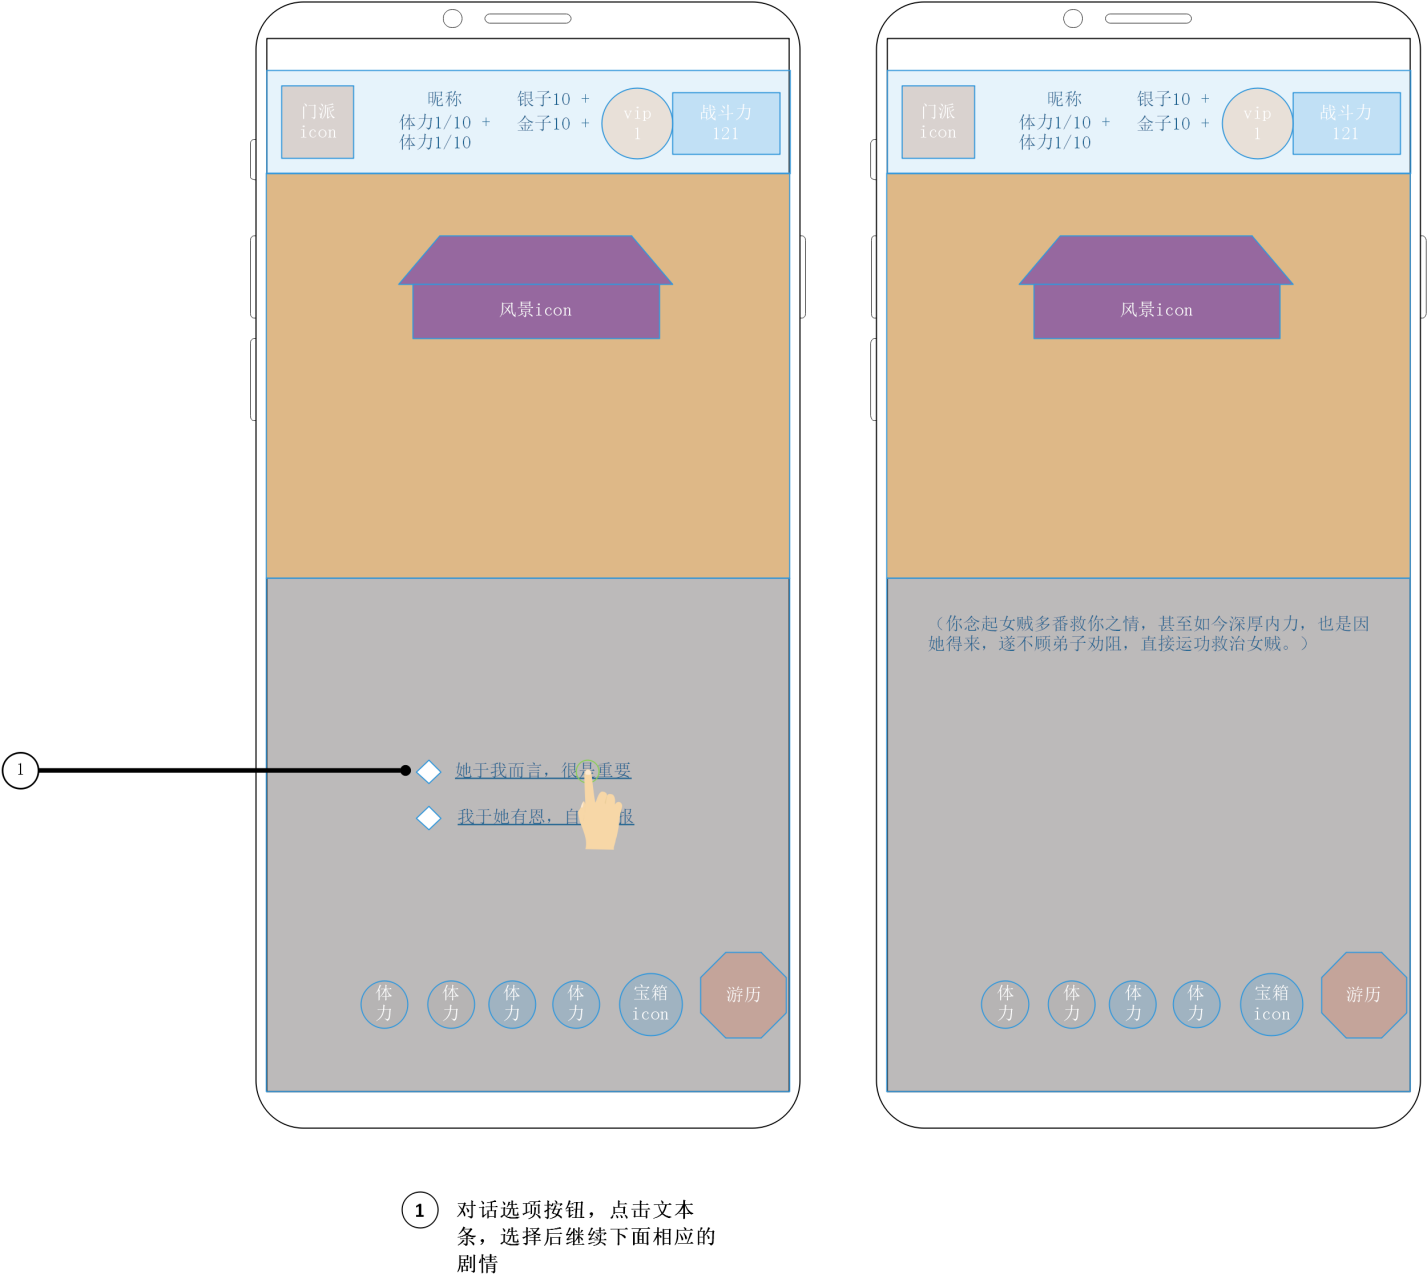 门派
icon
昵称
体力1/10 +
体力1/10
银子10 +
金子10 +
vip
1
战斗力
121
风景icon
1
她于我而言，很是重要
我于她有恩，自 报
体
力
体
力
体
力
体
力
宝箱
icon
游历
门派
icon
昵称
体力1/10 +
体力1/10
银子10 +
金子10 +
vip
1
战斗力
121
风景icon
（你念起女贼多番救你之情，甚至如今深厚内力，也是因
她得来，遂不顾弟子劝阻，直接运功救治女贼。）
体
力
体
力
体
力
体
力
宝箱
icon
游历
1
对话选项按钮，点击文本
条，选择后继续下面相应的
剧情